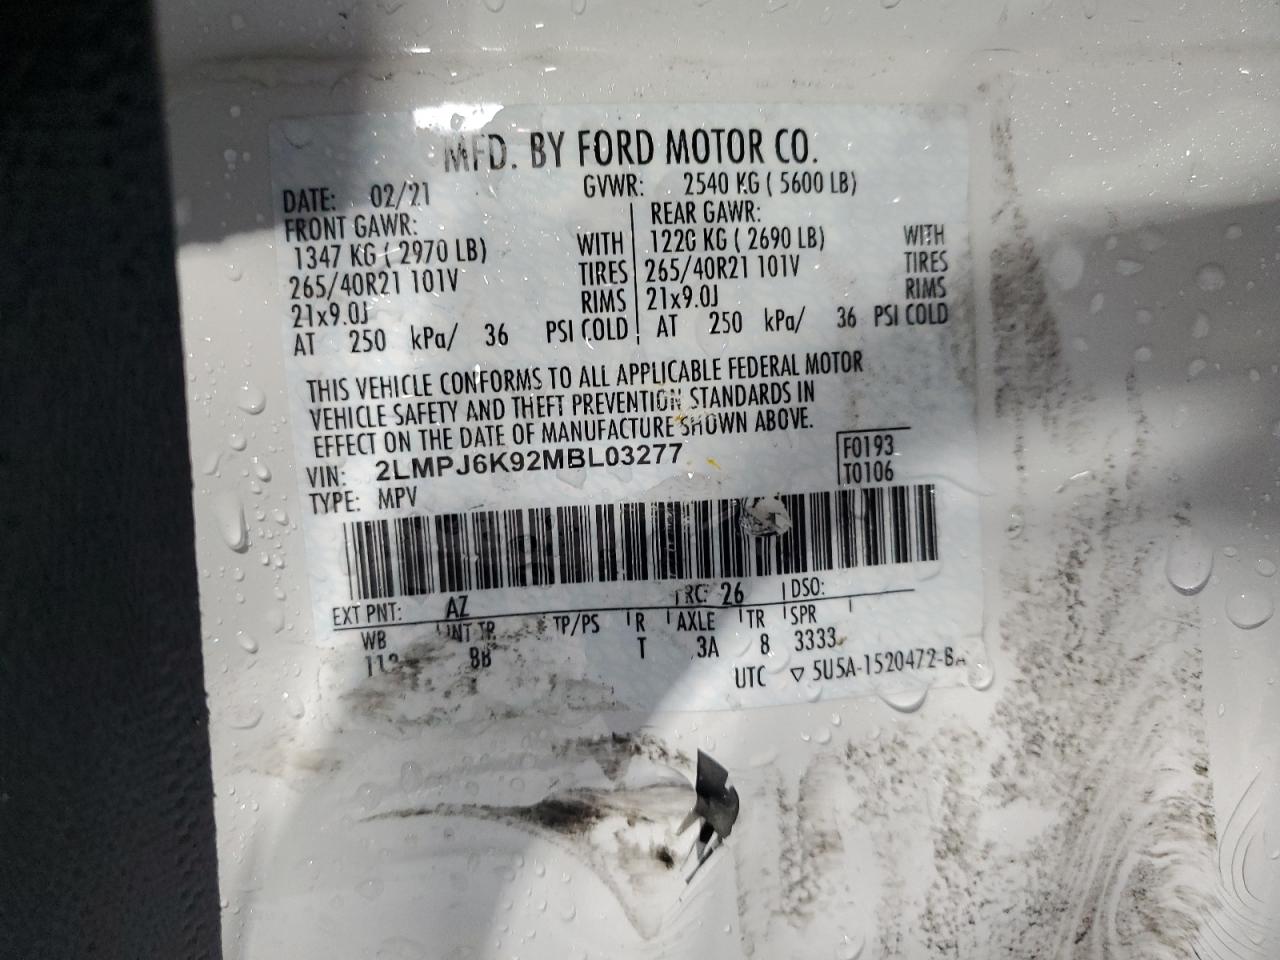 MFD. BY FORD MOTOR CO.
DATE: 02/21 GVWR: 2540 KG ( 5600 LB)
FRONT GAWR: REAR GAWR:
1347 KG ( 2970 LB) WITH 1220 KG ( 2690 LB) WITH
265/40R21 101V TIRES 265/40R21 101V TIRES
21x9.0J RIMS 21x9.0J RIMS
AT 250 kPa/ 36 PSI COLD AT 250 kPa/ 36 PSI COLD
THIS VEHICLE CONFORMS TO ALL APPLICABLE FEDERAL MOTOR
VEHICLE SAFETY AND THEFT PREVENTION STANDARDS IN
EFFECT ON THE DATE OF MANUFACTURE SHOWN ABOVE.
VIN: 2LMPJ6K92MBL03277 F0193
TYPE: MPV T0106
EXT PNT: AZ RC: 26 DSO:
WB INT TR TP/PS R AXLE TR SPR
8B T 3A 8 3333
UTC ▽ 5U5A-1520472-BA